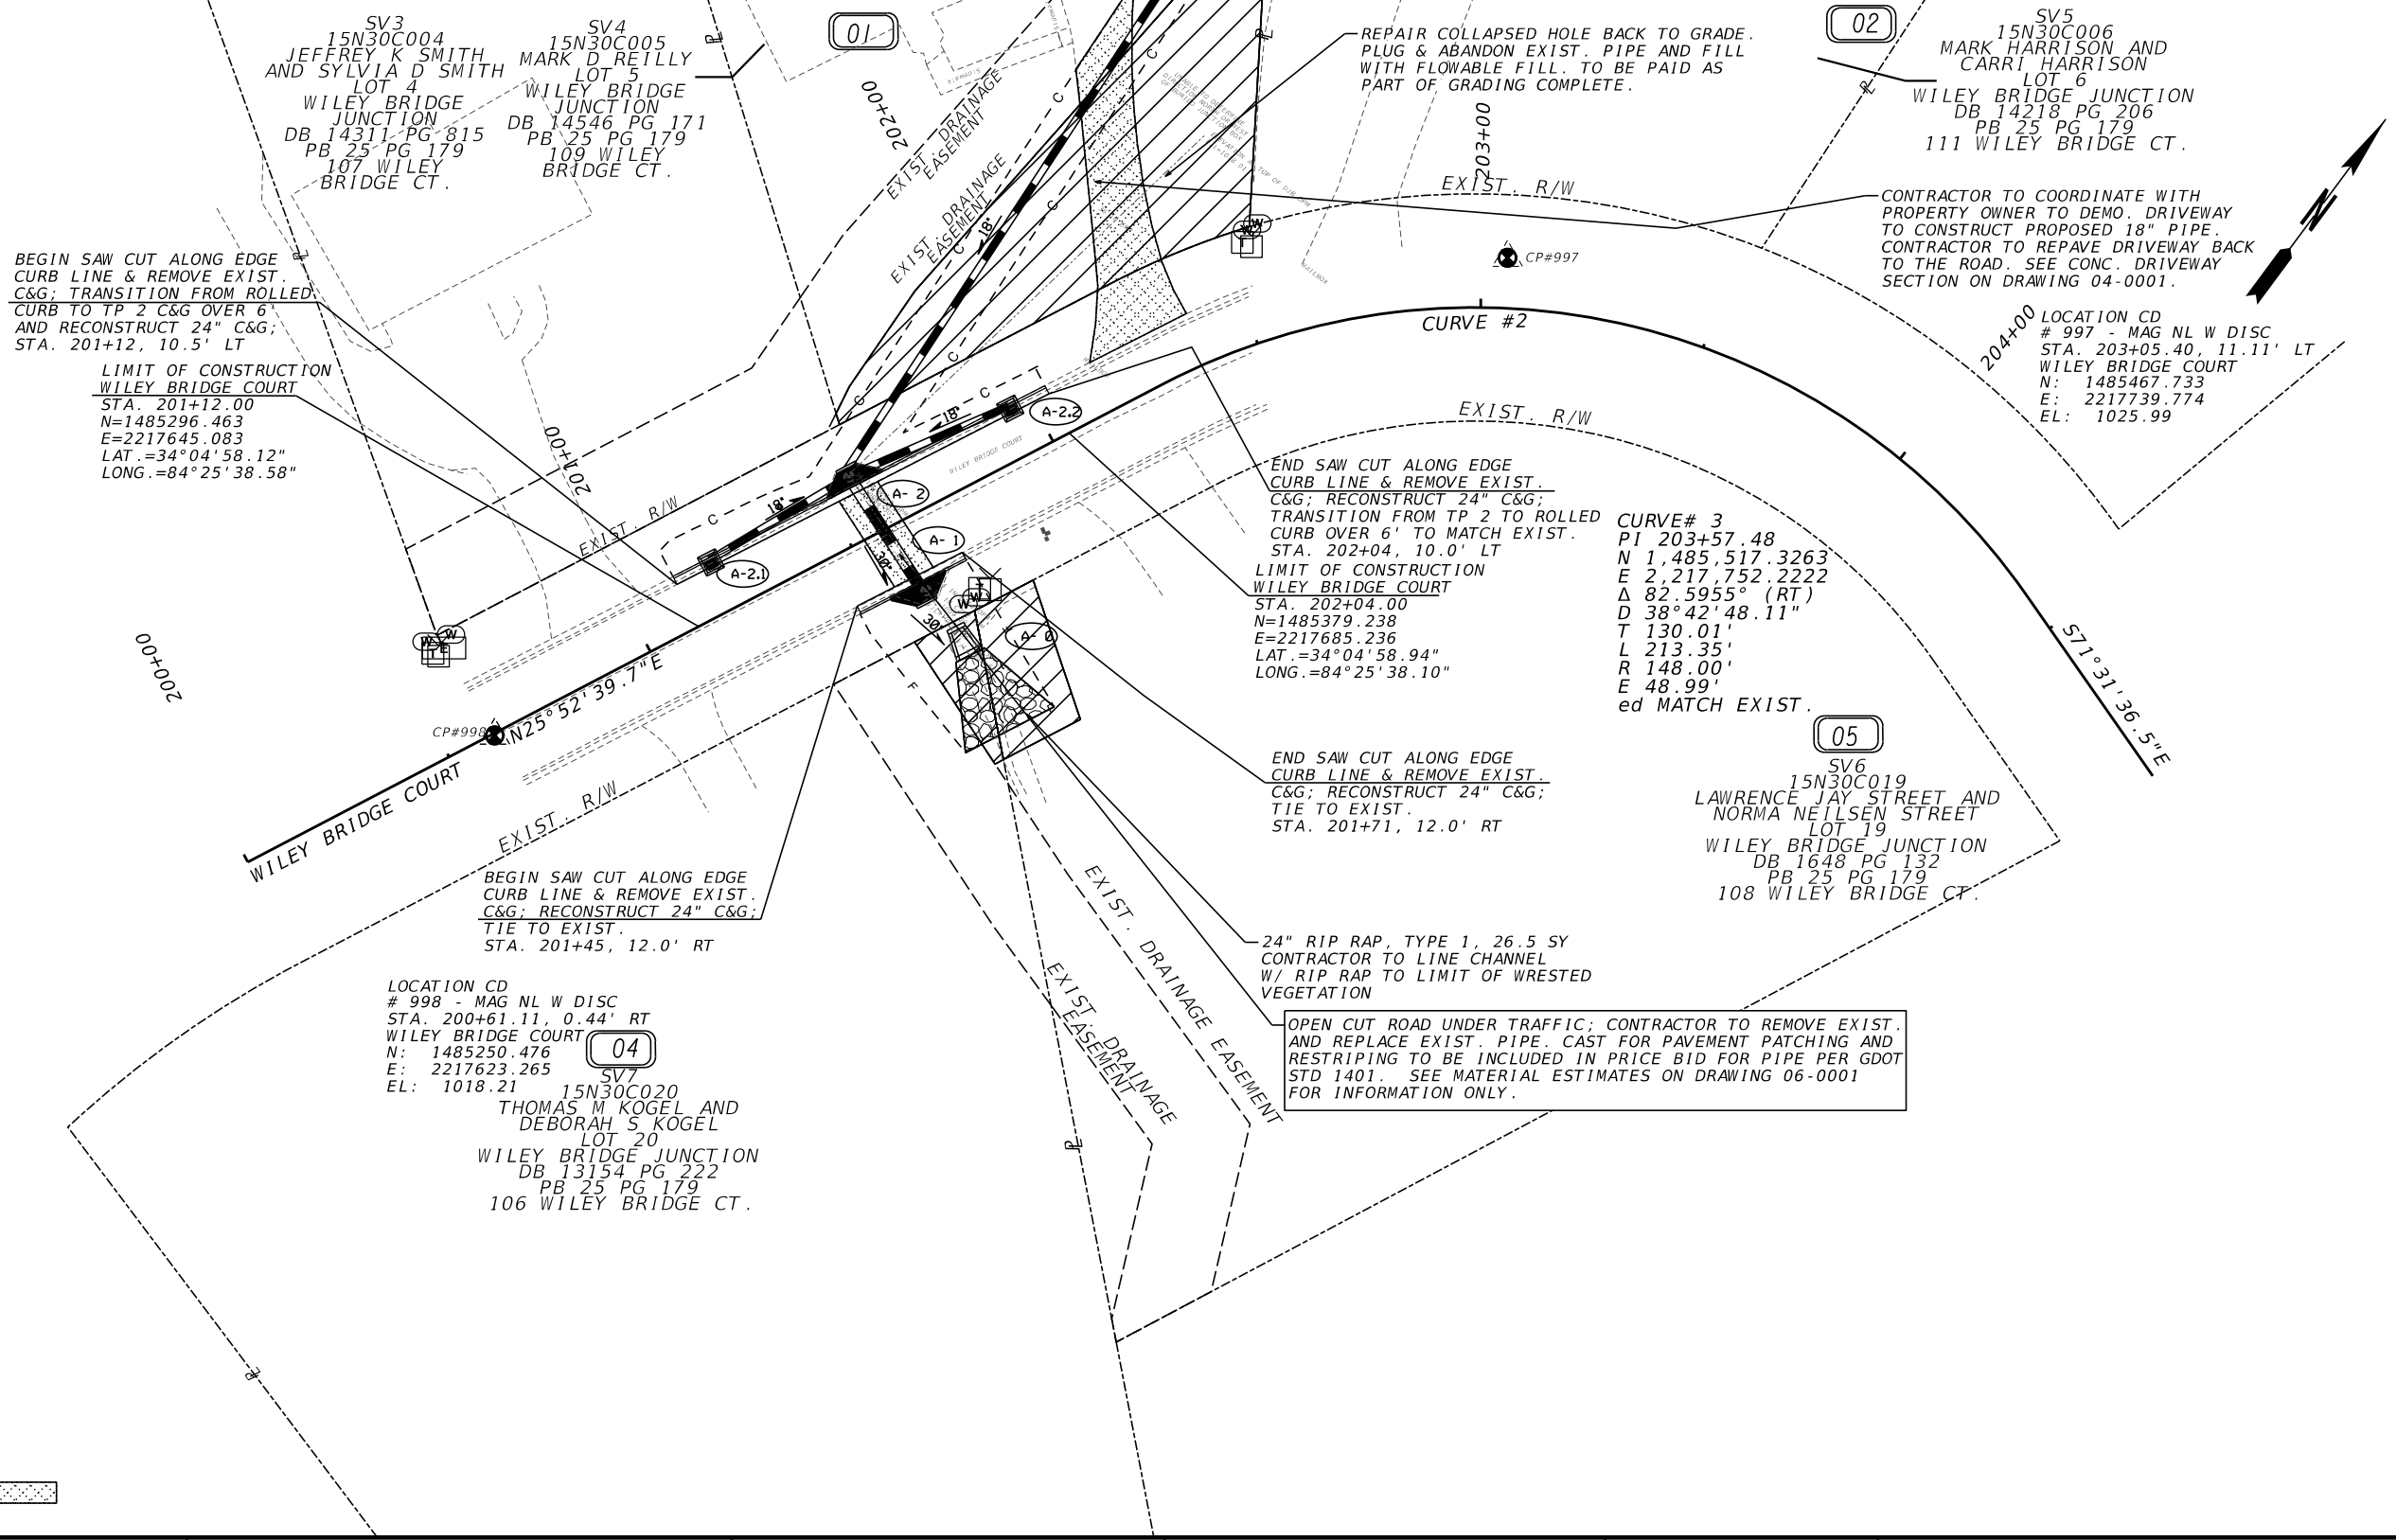 SV3
15N30C004
JEFFREY K SMITH
AND SYLVIA D SMITH
LOT 4
WILEY BRIDGE
JUNCTION
DB 14311 PG 815
PB 25 PG 179
107 WILEY
BRIDGE CT.
SV4
15N30C005
MARK D REILLY
LOT 5
WILEY BRIDGE
JUNCTION
DB 14546 PG 171
PB 25 PG 179
109 WILEY
BRIDGE CT.
01
202+00
EXIST. DRAINAGE
EASEMENT
EXIST. DRAINAGE
EASEMENT
REPAIR COLLAPSED HOLE BACK TO GRADE.
PLUG & ABANDON EXIST. PIPE AND FILL
WITH FLOWABLE FILL. TO BE PAID AS
PART OF GRADING COMPLETE.
203+00
EXIST. R/W
02
SV5
15N30C006
MARK HARRISON AND
CARRI HARRISON
LOT 6
WILEY BRIDGE JUNCTION
DB 14218 PG 206
PB 25 PG 179
111 WILEY BRIDGE CT.
CONTRACTOR TO COORDINATE WITH
PROPERTY OWNER TO DEMO. DRIVEWAY
TO CONSTRUCT PROPOSED 18" PIPE.
CONTRACTOR TO REPAVE DRIVEWAY BACK
TO THE ROAD. SEE CONC. DRIVEWAY
SECTION ON DRAWING 04-0001.
N
BEGIN SAW CUT ALONG EDGE
CURB LINE & REMOVE EXIST.
C&G; TRANSITION FROM ROLLED
CURB TO TP 2 C&G OVER 6'
AND RECONSTRUCT 24" C&G;
STA. 201+12, 10.5' LT
LIMIT OF CONSTRUCTION
WILEY BRIDGE COURT
STA. 201+12.00
N=1485296.463
E=2217645.083
LAT.=34°04'58.12"
LONG.=84°25'38.58"
18"
C
C
C
C
C
W
W
T
MAILBOX
CP#997
CURVE #2
204+00
LOCATION CD
# 997 - MAG NL W DISC
STA. 203+05.40, 11.11' LT
WILEY BRIDGE COURT
N: 1485467.733
E: 2217739.774
EL: 1025.99
201+00
EXIST. R/W
C
18"
C
18"
A-2.2
WILEY BRIDGE COURT
EXIST. R/W
A- 2
A- 1
A-2.1
30"
30"
W
W
T
A- 0
F
END SAW CUT ALONG EDGE
CURB LINE & REMOVE EXIST.
C&G; RECONSTRUCT 24" C&G;
TRANSITION FROM TP 2 TO ROLLED
CURB OVER 6' TO MATCH EXIST.
STA. 202+04, 10.0' LT
LIMIT OF CONSTRUCTION
WILEY BRIDGE COURT
STA. 202+04.00
N=1485379.238
E=2217685.236
LAT.=34°04'58.94"
LONG.=84°25'38.10"
CURVE# 3
PI 203+57.48
N 1,485,517.3263
E 2,217,752.2222
Δ 82.5955° (RT)
D 38°42'48.11"
T 130.01'
L 213.35'
R 148.00'
E 48.99'
ed MATCH EXIST.
S71°31'36.5"E
200+00
W
W
T
E
CP#998
N25°52'39.7"E
WILEY BRIDGE COURT
EXIST. R/W
05
SV6
15N30C019
LAWRENCE JAY STREET AND
NORMA NEILSEN STREET
LOT 19
WILEY BRIDGE JUNCTION
DB 1648 PG 132
PB 25 PG 179
108 WILEY BRIDGE CT.
END SAW CUT ALONG EDGE
CURB LINE & REMOVE EXIST.
C&G; RECONSTRUCT 24" C&G;
TIE TO EXIST.
STA. 201+71, 12.0' RT
BEGIN SAW CUT ALONG EDGE
CURB LINE & REMOVE EXIST.
C&G; RECONSTRUCT 24" C&G;
TIE TO EXIST.
STA. 201+45, 12.0' RT
EXIST. DRAINAGE EASEMENT
EXIST. DRAINAGE
EASEMENT
24" RIP RAP, TYPE 1, 26.5 SY
CONTRACTOR TO LINE CHANNEL
W/ RIP RAP TO LIMIT OF WRESTED
VEGETATION
OPEN CUT ROAD UNDER TRAFFIC; CONTRACTOR TO REMOVE EXIST.
AND REPLACE EXIST. PIPE. CAST FOR PAVEMENT PATCHING AND
RESTRIPING TO BE INCLUDED IN PRICE BID FOR PIPE PER GDOT
STD 1401. SEE MATERIAL ESTIMATES ON DRAWING 06-0001
FOR INFORMATION ONLY.
LOCATION CD
# 998 - MAG NL W DISC
STA. 200+61.11, 0.44' RT
WILEY BRIDGE COURT
N: 1485250.476
E: 2217623.265
EL: 1018.21
04
SV7
15N30C020
THOMAS M KOGEL AND
DEBORAH S KOGEL
LOT 20
WILEY BRIDGE JUNCTION
DB 13154 PG 222
PB 25 PG 179
106 WILEY BRIDGE CT.